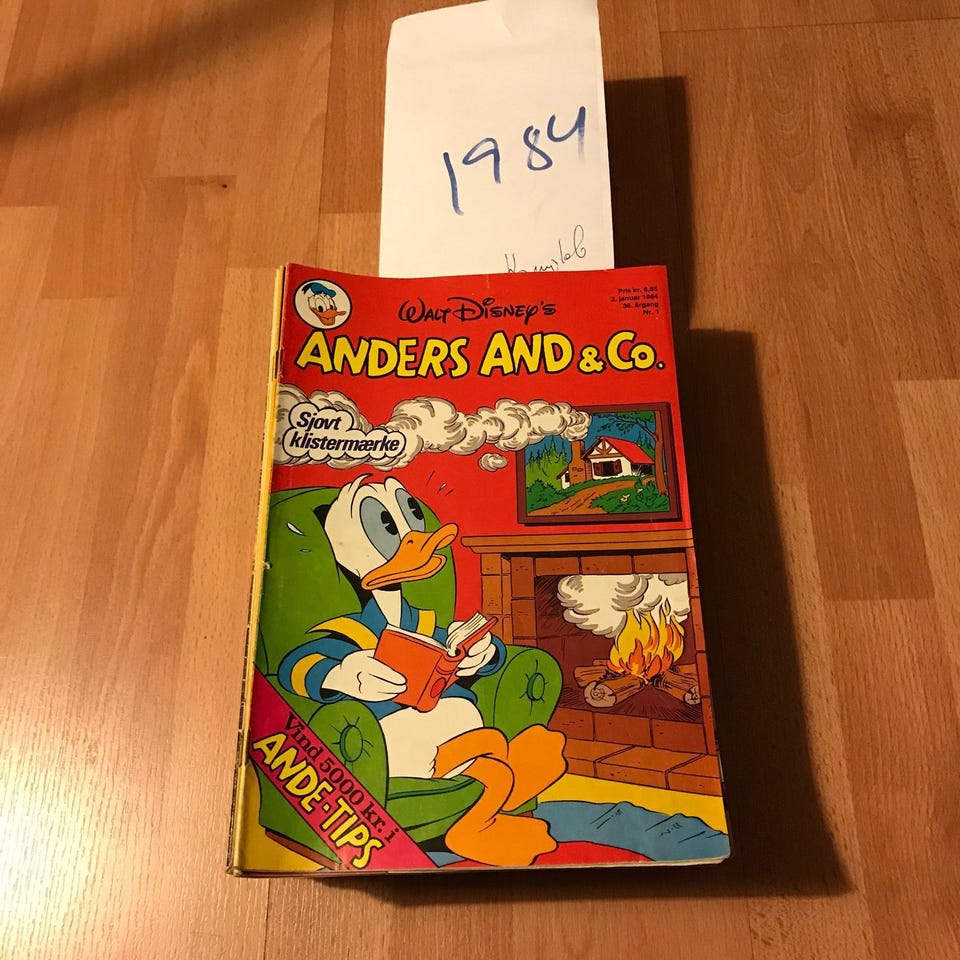 1984
Walt Disney's
Pris kr. 6,85
2. januar 1984
36. årgang
Nr. 1
ANDERS AND & Co.
Sjovt
klistermærke
Vind 5000 kr. i
ANDE-TIPS